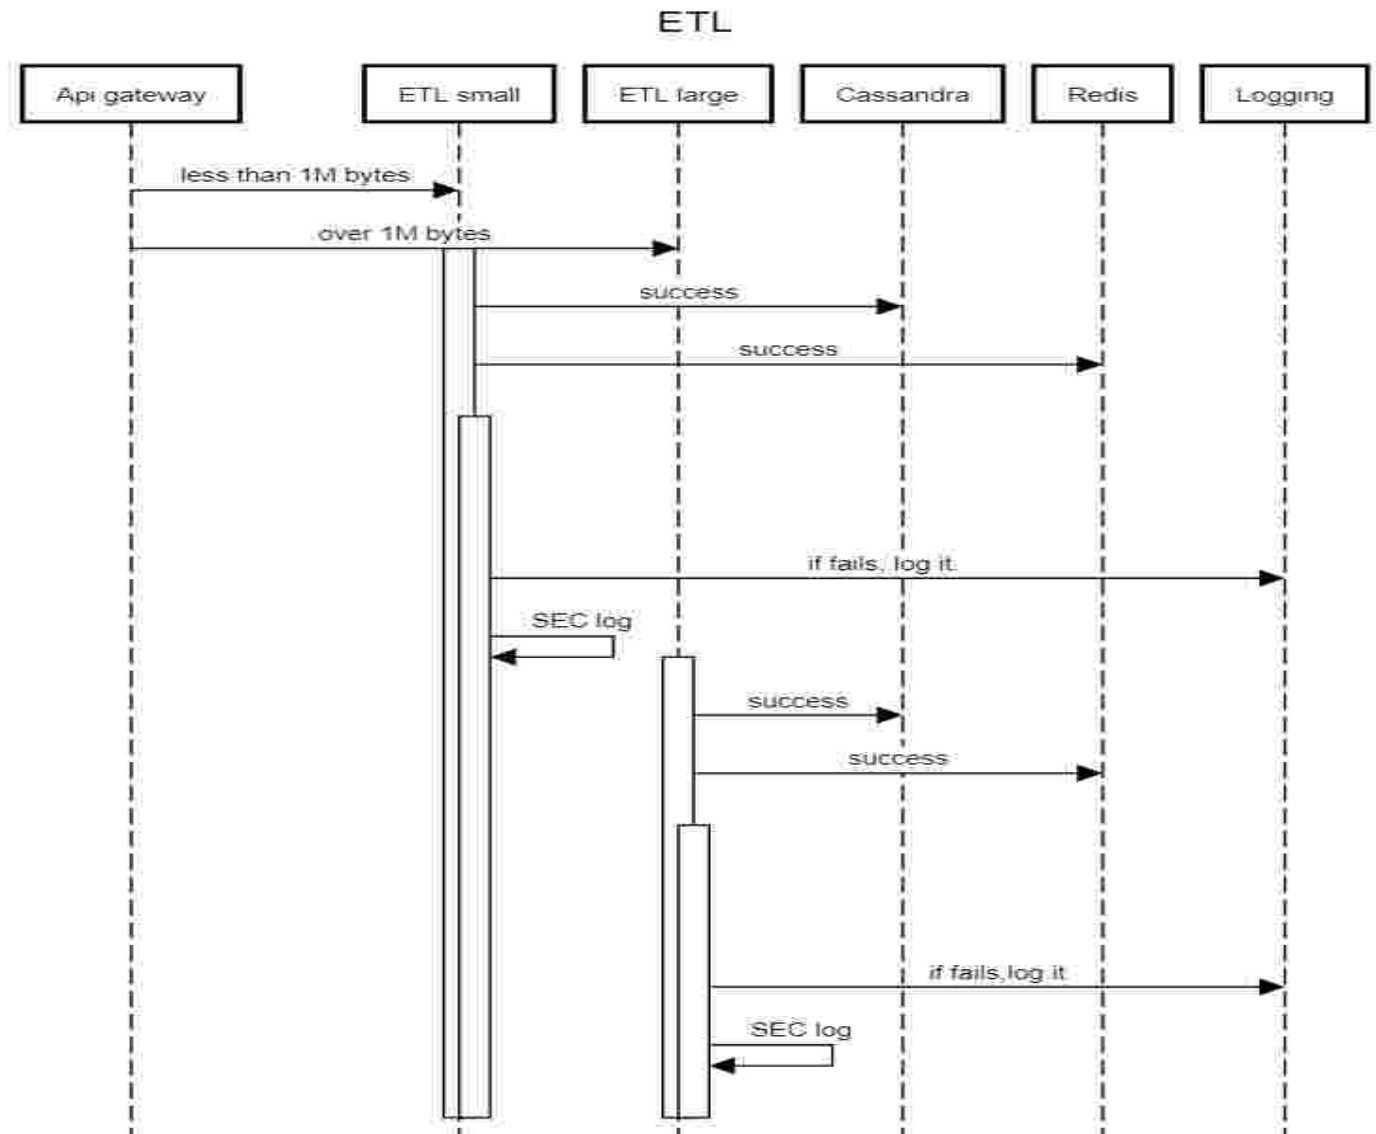 ETL
Api gateway
ETL small
ETL large
Cassandra
Redis
Logging
less than 1M bytes
over 1M bytes
success
success
if fails, log it
SEC log
success
success
if fails,log it
SEC log